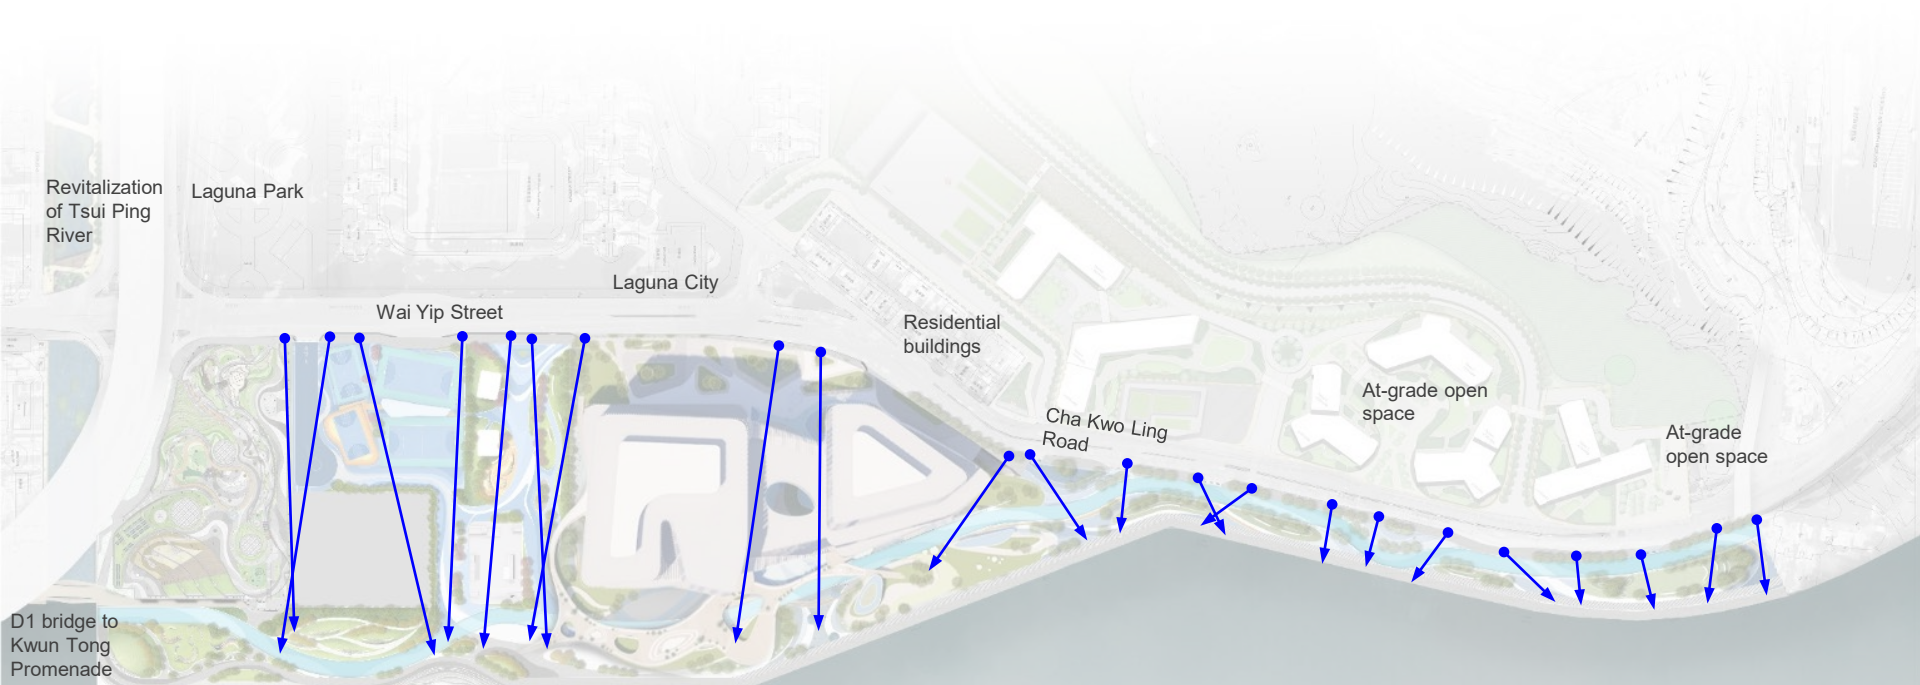 Revitalization
of Tsui Ping
River
Laguna Park
Laguna City
Wai Yip Street
Residential
buildings
Cha Kwo Ling
Road
At-grade open
space
At-grade
open space
D1 bridge to
Kwun Tong
Promenade